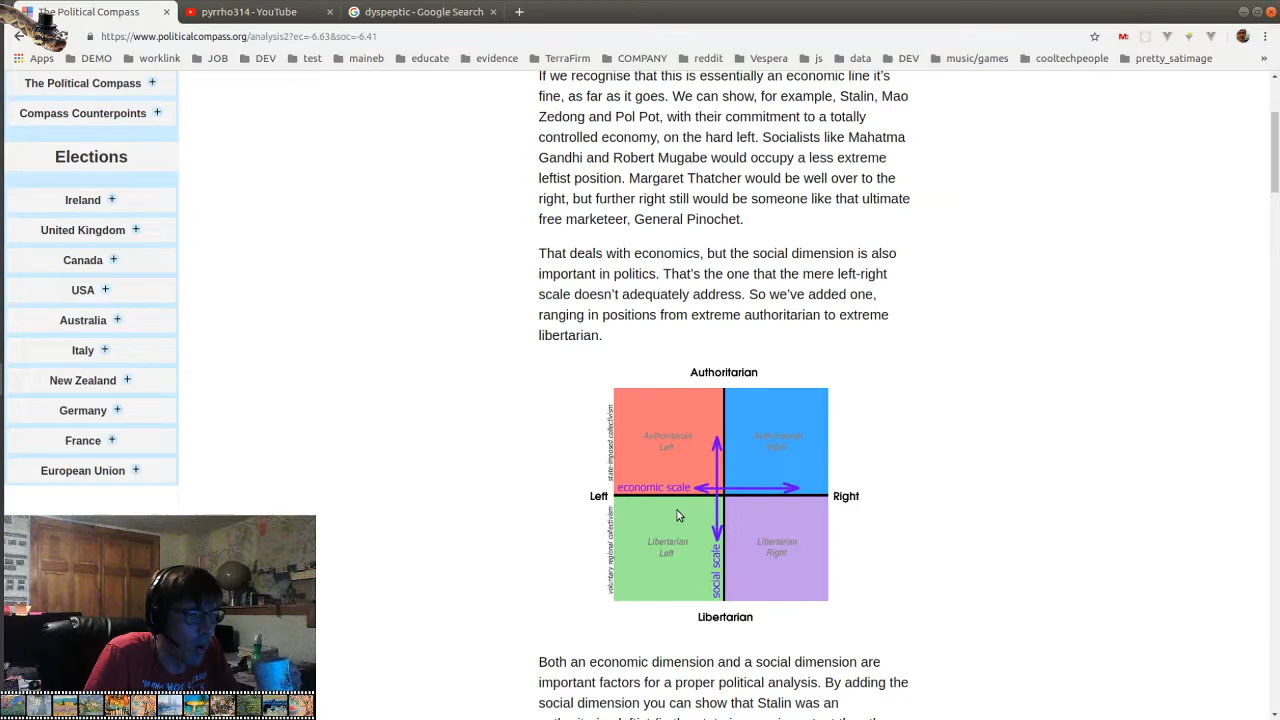 The Political Compass
pyrrho314 - YouTube
dyspeptic - Google Search
https://www.politicalcompass.org/analysis2?ec=-6.63&soc=-6.41
Apps DEMO worklink JOB DEV test maineb educate evidence TerraFirm COMPANY reddit Vespera js data DEV music/games cooltechpeople pretty_satimage »
The Political Compass +
Compass Counterpoints +
Elections
Ireland +
United Kingdom +
Canada +
USA +
Australia +
Italy +
New Zealand +
Germany +
France +
European Union +
If we recognise that this is essentially an economic line it's
fine, as far as it goes. We can show, for example, Stalin, Mao
Zedong and Pol Pot, with their commitment to a totally
controlled economy, on the hard left. Socialists like Mahatma
Gandhi and Robert Mugabe would occupy a less extreme
leftist position. Margaret Thatcher would be well over to the
right, but further right still would be someone like that ultimate
free marketeer, General Pinochet.
That deals with economics, but the social dimension is also
important in politics. That's the one that the mere left-right
scale doesn't adequately address. So we've added one,
ranging in positions from extreme authoritarian to extreme
libertarian.
Authoritarian
state-imposed collectivism
Authoritarian
Left
Authoritarian
Right
economic scale
Left
Right
voluntary regional collectivism
Libertarian
Left
social scale
Libertarian
Right
Libertarian
Both an economic dimension and a social dimension are
important factors for a proper political analysis. By adding the
social dimension you can show that Stalin was an